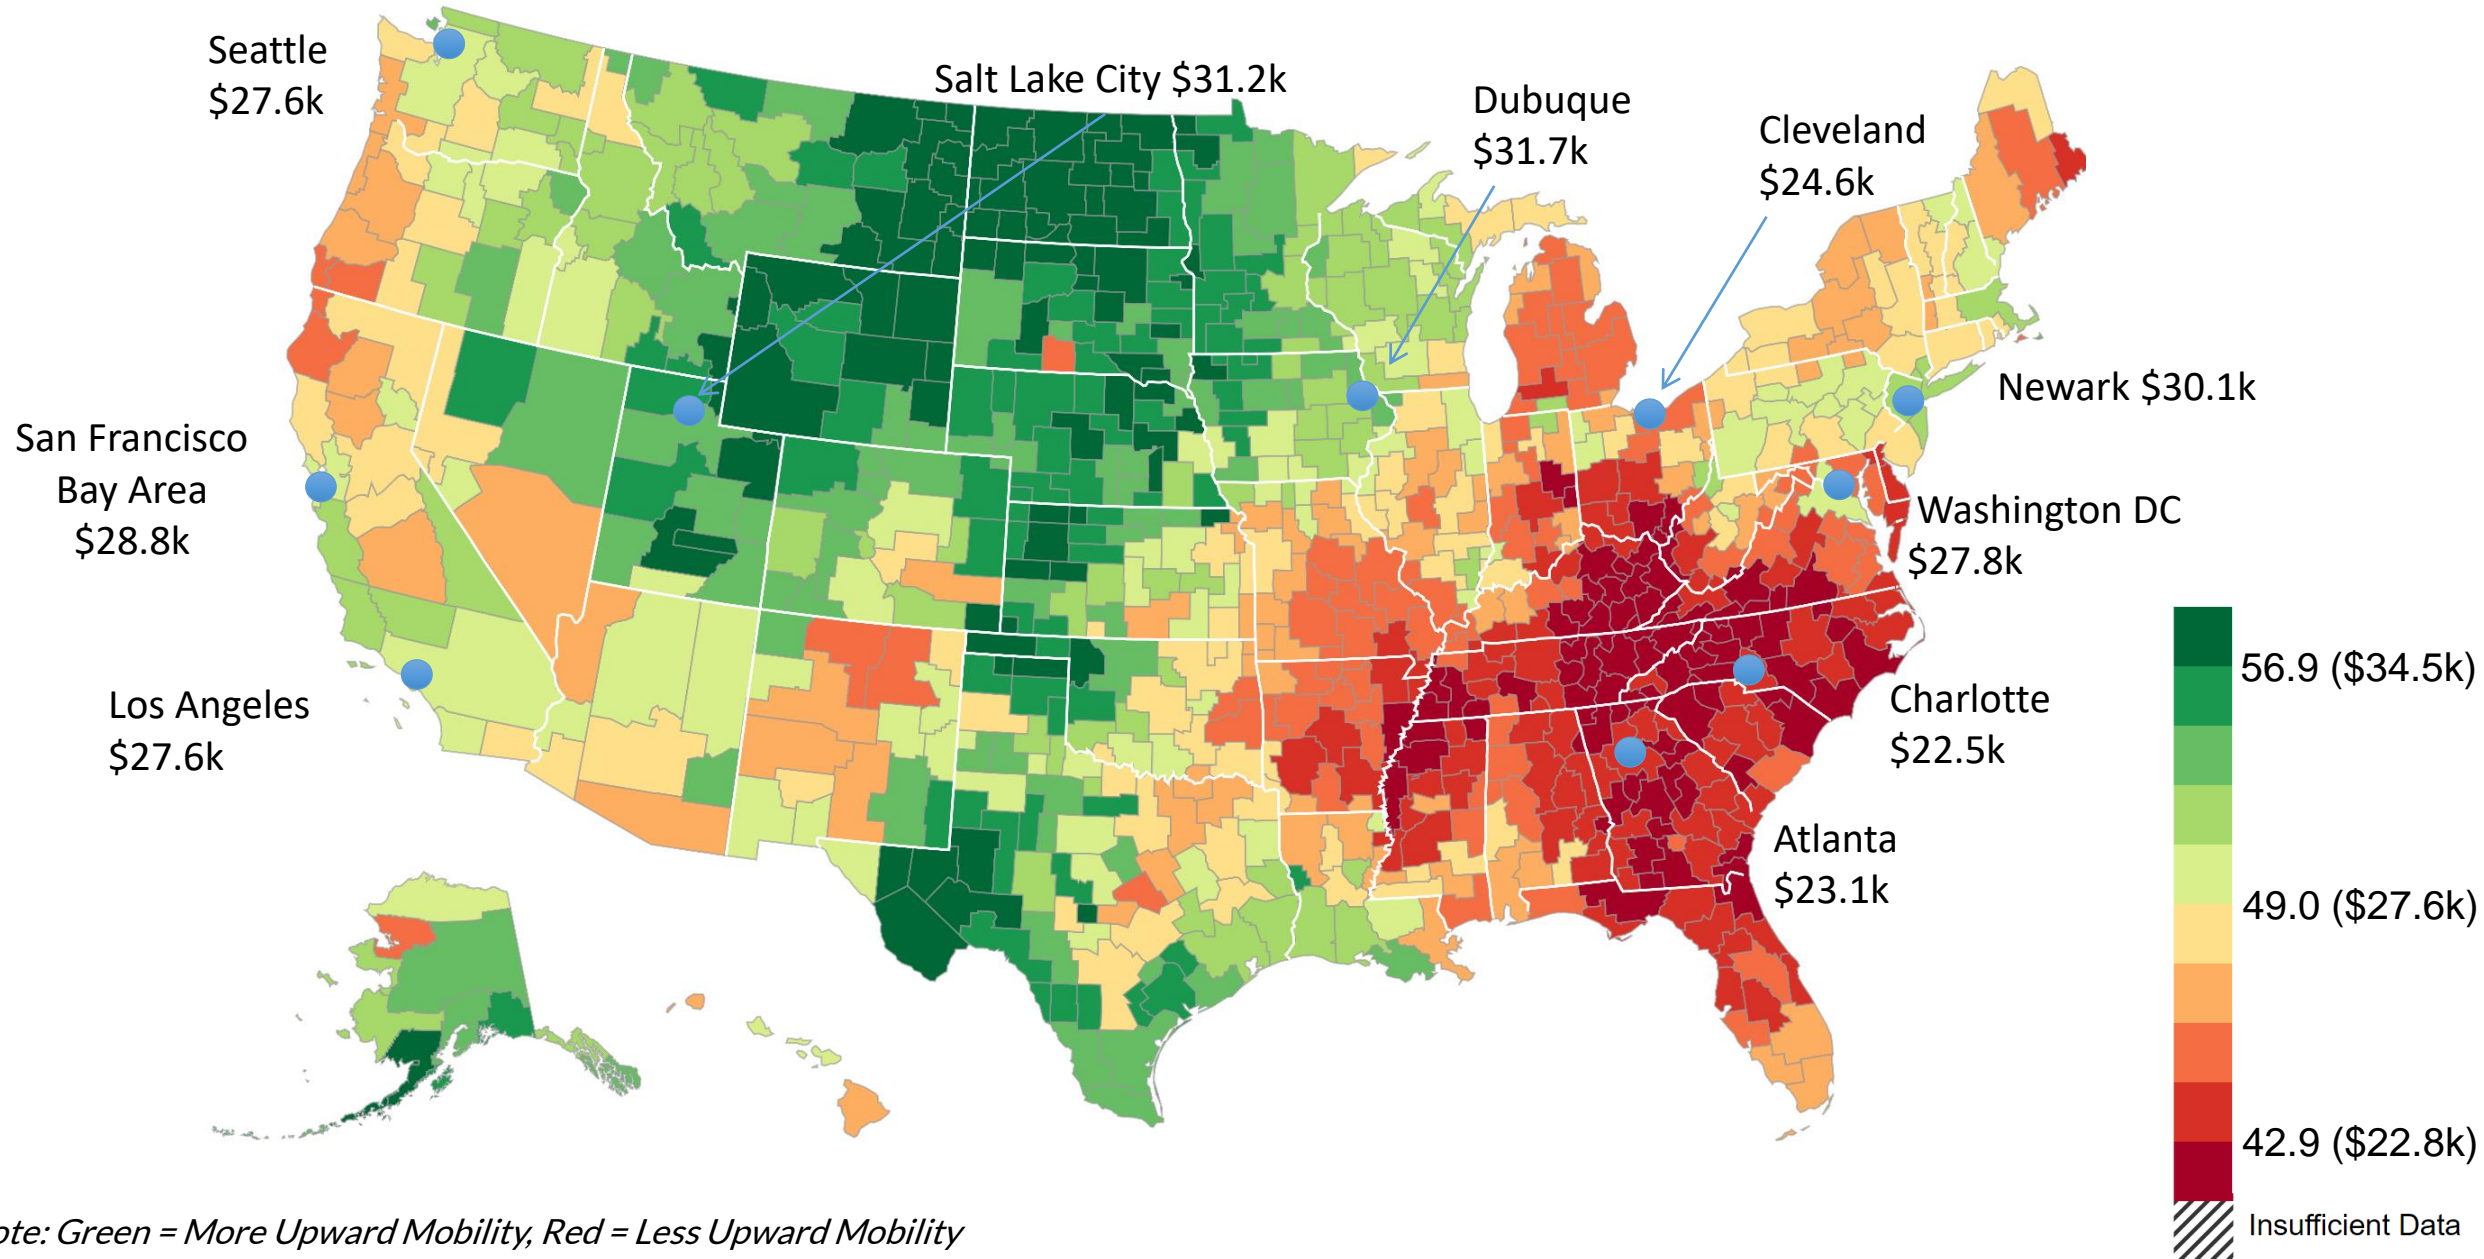 Seattle
$27.6k
Salt Lake City $31.2k
Dubuque
$31.7k
Cleveland
$24.6k
Newark $30.1k
San Francisco
Bay Area
$28.8k
Washington DC
$27.8k
Los Angeles
$27.6k
Charlotte
$22.5k
Atlanta
$23.1k
56.9 ($34.5k)
49.0 ($27.6k)
42.9 ($22.8k)
Insufficient Data
ote: Green = More Upward Mobility, Red = Less Upward Mobility